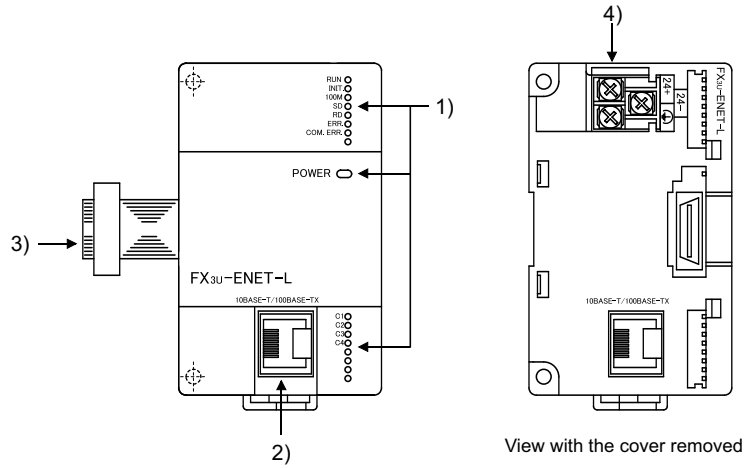 RUN
INIT.
100M
SD
RD
ERR.
COM. ERR.
1)
POWER
3)
FX3U-ENET-L
10BASE-T/100BASE-TX
C1
C2
C3
C4
2)
4)
24+
24-
FX3U-ENET-L
10BASE-T/100BASE-TX
View with the cover removed